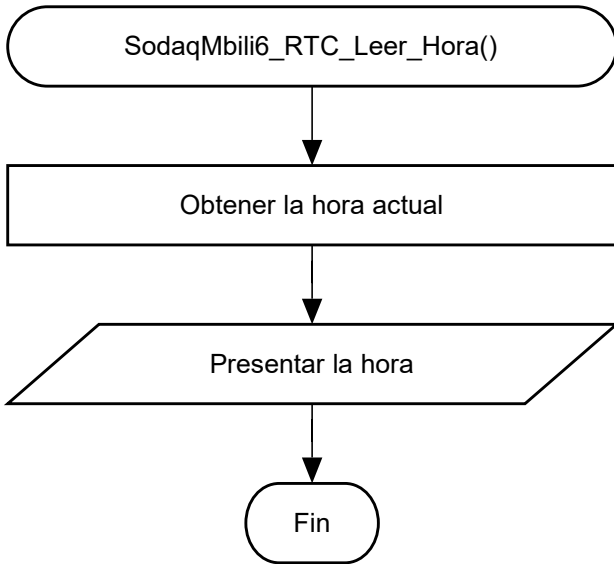 SodaqMbili6_RTC_Leer_Hora()
Obtener la hora actual
Presentar la hora
Fin